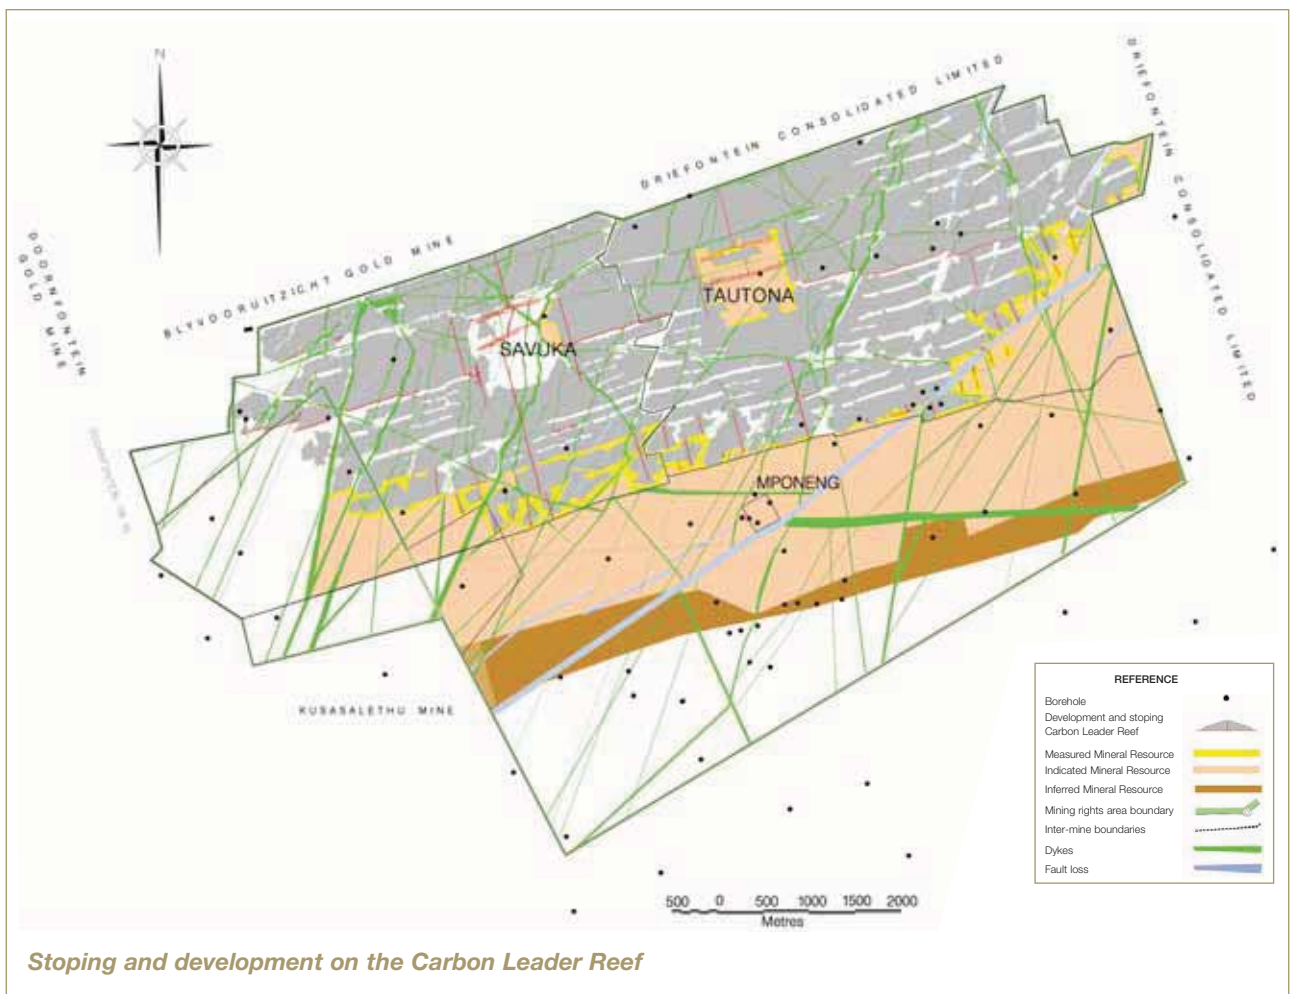 N
DRIEFONTEIN CONSOLIDATED LIMITED
DRIEFONTEIN CONSOLIDATED LIMITED
BLYVOORUITZICHT GOLD MINE
DOORNFONTEIN
GOLD MINE
TAUTONA
SAVUKA
MPONENG
KUSASALETHU MINE
REFERENCE
Borehole
Development and stoping
Carbon Leader Reef
Measured Mineral Resource
Indicated Mineral Resource
Inferred Mineral Resource
Mining rights area boundary
Inter-mine boundaries
Dykes
Fault loss
500 0 500 1000 1500 2000
Metres
Stoping and development on the Carbon Leader Reef